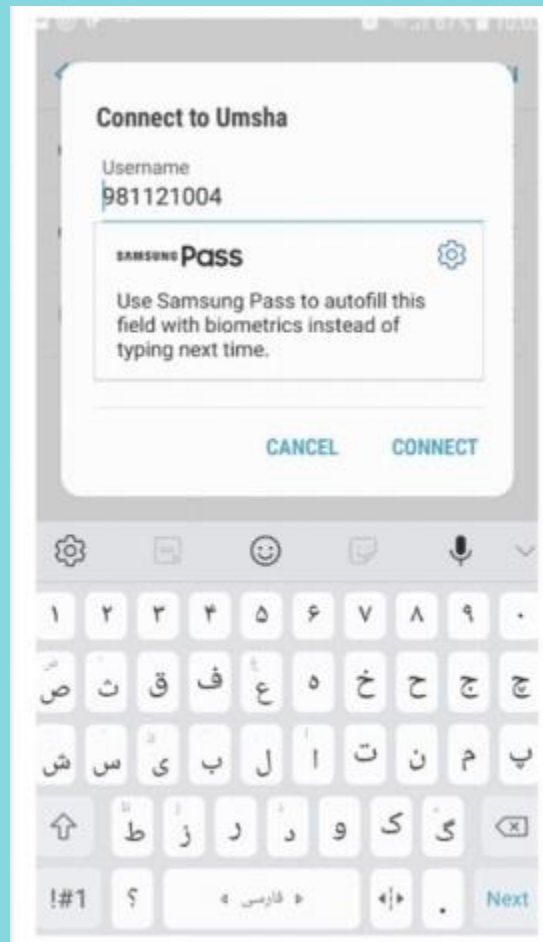 Connect to Umsha
Username
981121004
SAMSUNG Pass
Use Samsung Pass to autofill this
field with biometrics instead of
typing next time.
CANCEL CONNECT
۱ ۲ ۳ ۴ ۵ ۶ ۷ ۸ ۹ ۰
ص ث ق ف ع ه خ ح ج چ
ش س ی ب ل ا ت ن م پ
ط ز ر د و ک گ
!#1 ؟ فارسی . Next